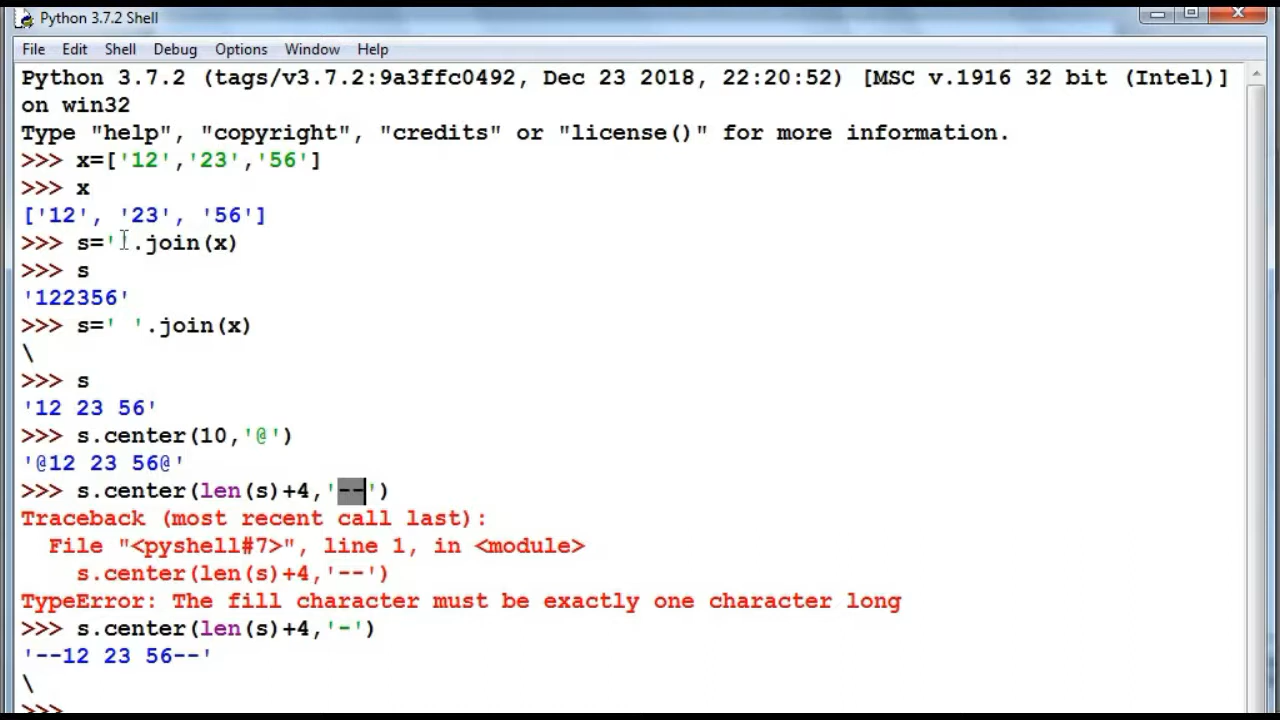 Python 3.7.2 Shell
File Edit Shell Debug Options Window Help
Python 3.7.2 (tags/v3.7.2:9a3ffc0492, Dec 23 2018, 22:20:52) [MSC v.1916 32 bit (Intel)]
on win32
Type "help", "copyright", "credits" or "license()" for more information.
>>> x=['12','23','56']
>>> x
['12', '23', '56']
>>> s=''.join(x)
>>> s
'122356'
>>> s=' '.join(x)
\
>>> s
'12 23 56'
>>> s.center(10,'@')
'@12 23 56@'
>>> s.center(len(s)+4,'--')
Traceback (most recent call last):
  File "<pyshell#7>", line 1, in <module>
    s.center(len(s)+4,'--')
TypeError: The fill character must be exactly one character long
>>> s.center(len(s)+4,'-')
'--12 23 56--'
\
>>>